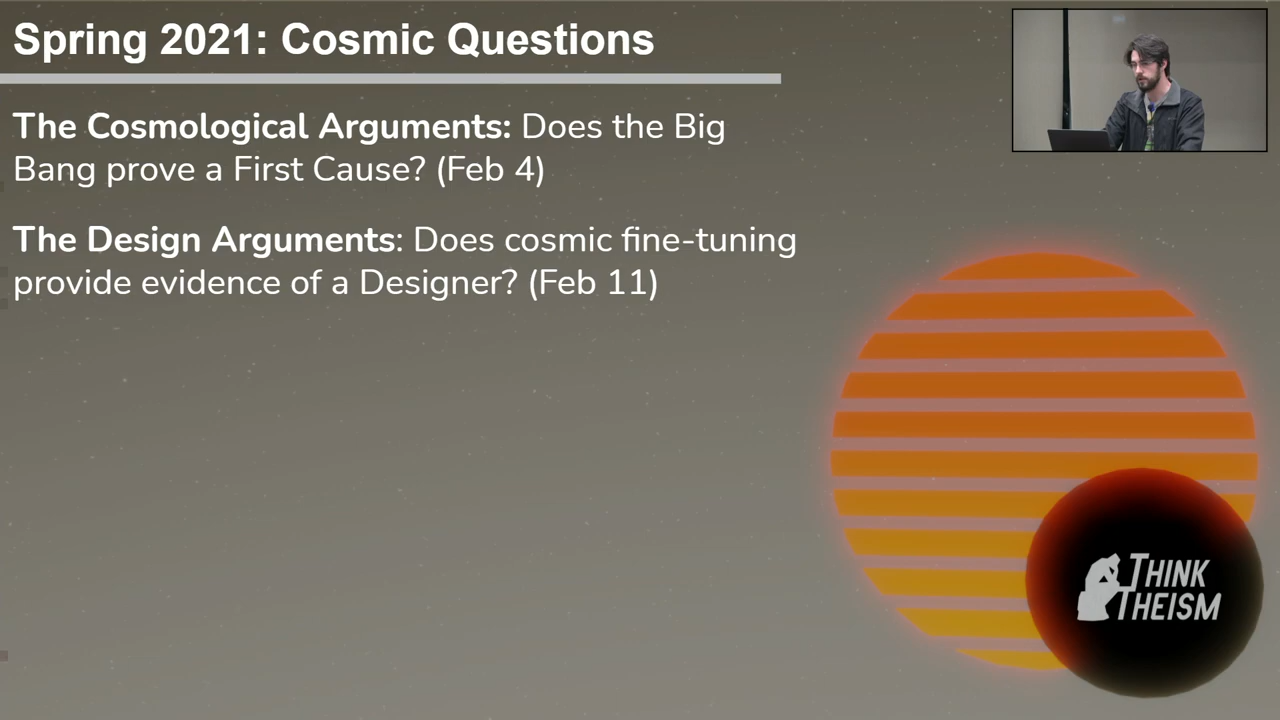 Spring 2021: Cosmic Questions
The Cosmological Arguments: Does the Big
Bang prove a First Cause? (Feb 4)
The Design Arguments: Does cosmic fine-tuning
provide evidence of a Designer? (Feb 11)
THINK
THEISM